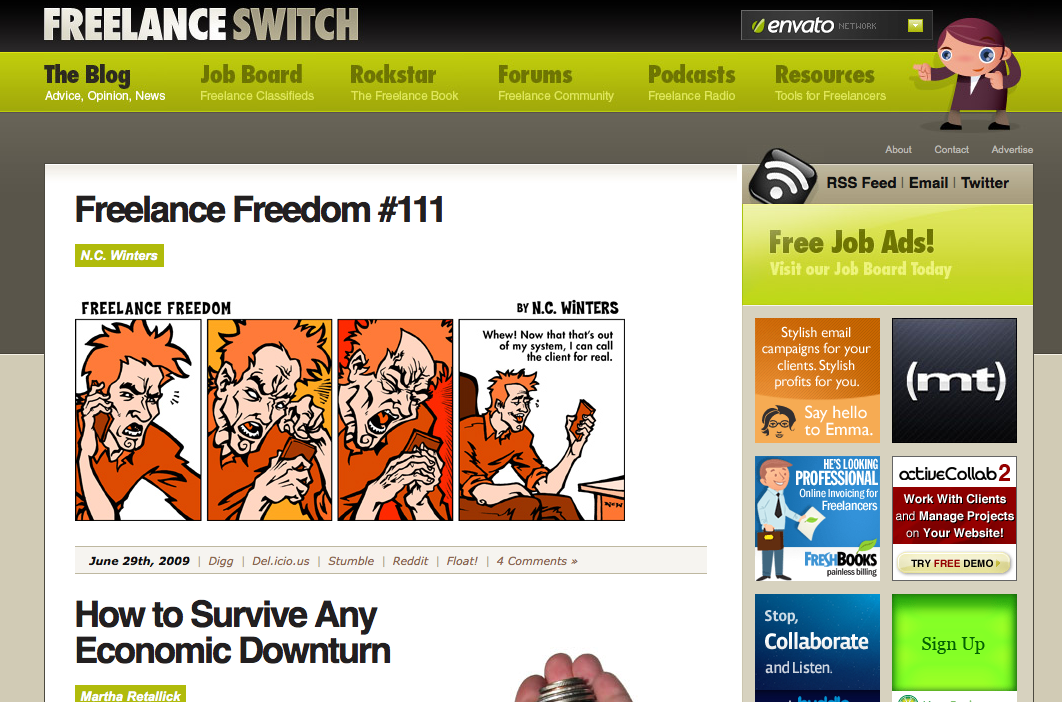 FREELANCE SWITCH
envato NETWORK
The Blog
Advice, Opinion, News
Job Board
Freelance Classifieds
Rockstar
The Freelance Book
Forums
Freelance Community
Podcasts
Freelance Radio
Resources
Tools for Freelancers
About Contact Advertise
RSS Feed | Email | Twitter
Freelance Freedom #111
N.C. Winters
FREELANCE FREEDOM
BY N.C. WINTERS
Whew! Now that that's out
of my system, I can call
the client for real.
June 29th, 2009 | Digg | Del.icio.us | Stumble | Reddit | Float! | 4 Comments »
How to Survive Any
Economic Downturn
Martha Retallick
Free Job Ads!
Visit our Job Board Today
Stylish email
campaigns for your
clients. Stylish
profits for you.
Say hello
to Emma.
(mt)
HE'S LOOKING
PROFESSIONAL
Online Invoicing for
Freelancers
FRESHBOOKS
painless billing
activeCollab 2
Work With Clients
and Manage Projects
on Your Website!
TRY FREE DEMO
Stop,
Collaborate
and Listen.
Sign Up